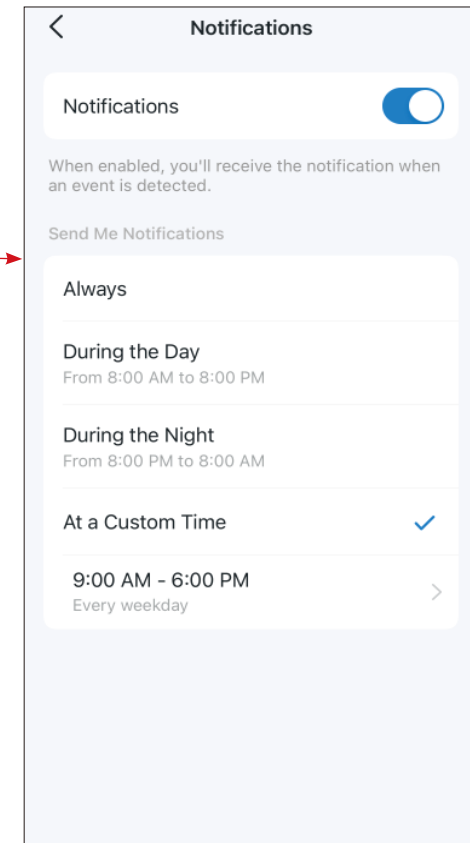 Notifications
Notifications
When enabled, you'll receive the notification when
an event is detected.
Send Me Notifications
Always
During the Day
From 8:00 AM to 8:00 PM
During the Night
From 8:00 PM to 8:00 AM
At a Custom Time
9:00 AM - 6:00 PM
Every weekday